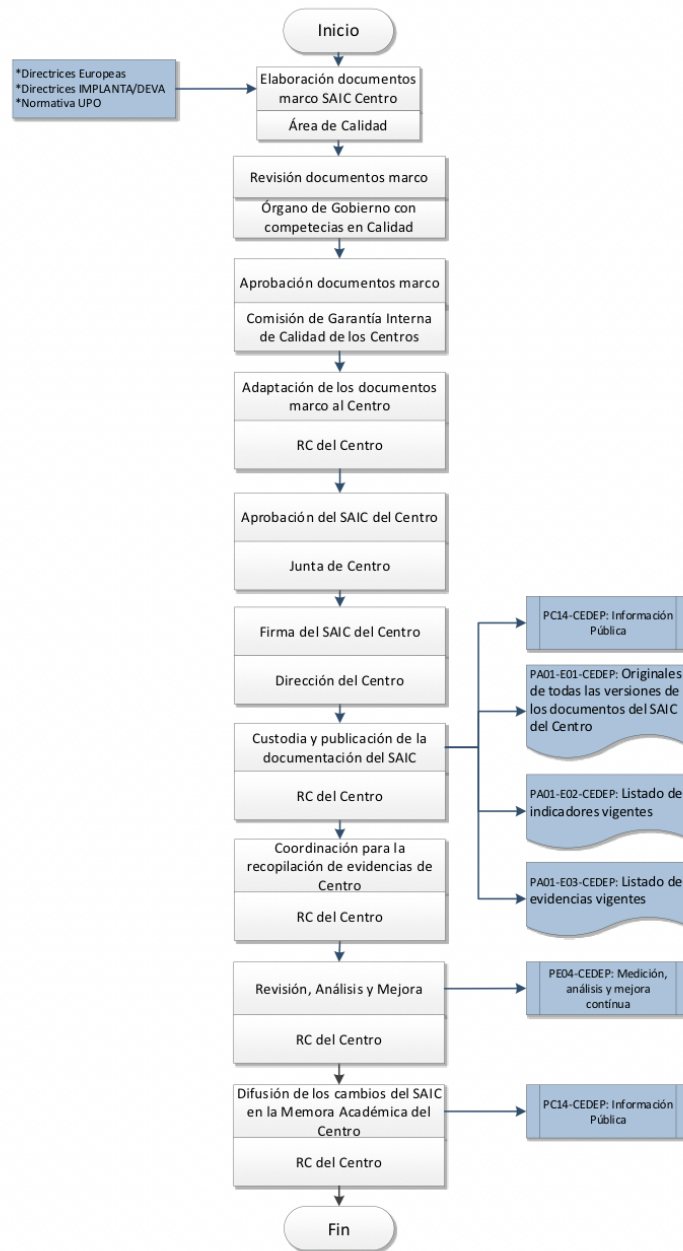 Inicio
*Directrices Europeas
*Directrices IMPLANTA/DEVA
*Normativa UPO
Elaboración documentos
marco SAIC Centro
Área de Calidad
Revisión documentos marco
Órgano de Gobierno con
competecias en Calidad
Aprobación documentos marco
Comisión de Garantía Interna
de Calidad de los Centros
Adaptación de los documentos
marco al Centro
RC del Centro
Aprobación del SAIC del Centro
Junta de Centro
Firma del SAIC del Centro
Dirección del Centro
Custodia y publicación de la
documentación del SAIC
RC del Centro
PC14-CEDEP: Información
Pública
PA01-E01-CEDEP: Originales
de todas las versiones de
los documentos del SAIC
del Centro
PA01-E02-CEDEP: Listado de
indicadores vigentes
PA01-E03-CEDEP: Listado de
evidencias vigentes
Coordinación para la
recopilación de evidencias de
Centro
RC del Centro
Revisión, Análisis y Mejora
RC del Centro
PE04-CEDEP: Medición,
análisis y mejora
contínua
Difusión de los cambios del SAIC
en la Memora Académica del
Centro
RC del Centro
PC14-CEDEP: Información
Pública
Fin